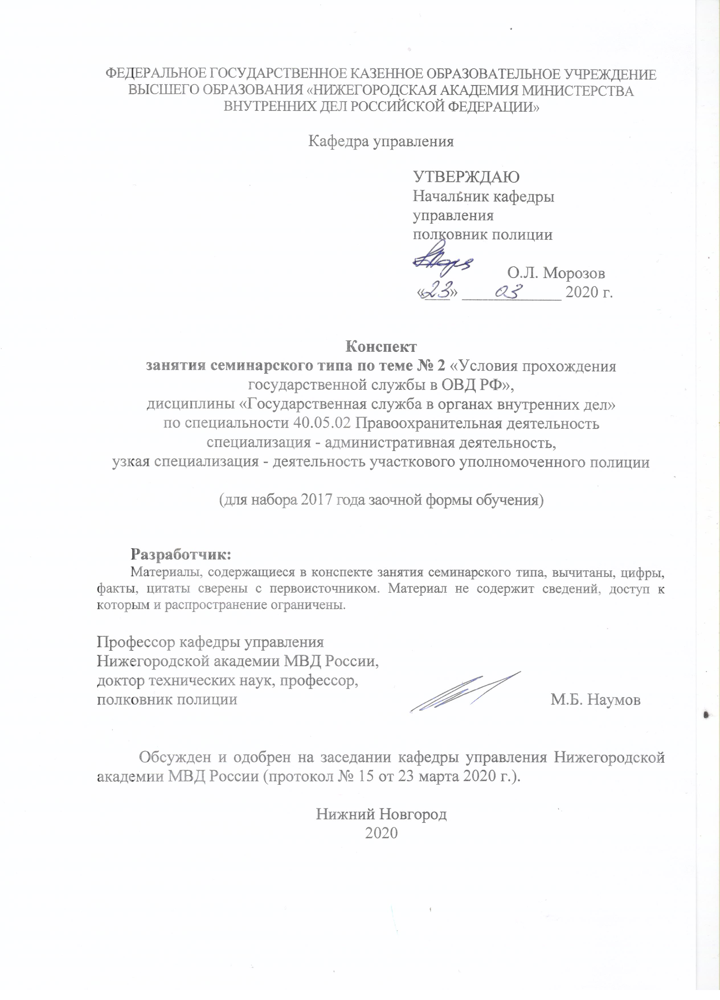 ФЕДЕРАЛЬНОЕ ГОСУДАРСТВЕННОЕ КАЗЕННОЕ ОБРАЗОВАТЕЛЬНОЕ УЧРЕЖДЕНИЕ
ВЫСШЕГО ОБРАЗОВАНИЯ «НИЖЕГОРОДСКАЯ АКАДЕМИЯ МИНИСТЕРСТВА
ВНУТРЕННИХ ДЕЛ РОССИЙСКОЙ ФЕДЕРАЦИИ»
Кафедра управления
УТВЕРЖДАЮ
Начальник кафедры
управления
полковник полиции
О.Л. Морозов
«23» 03 2020 г.
Конспект
занятия семинарского типа по теме № 2 «Условия прохождения
государственной службы в ОВД РФ»,
дисциплины «Государственная служба в органах внутренних дел»
по специальности 40.05.02 Правоохранительная деятельность
специализация - административная деятельность,
узкая специализация - деятельность участкового уполномоченного полиции
(для набора 2017 года заочной формы обучения)
Разработчик:
Материалы, содержащиеся в конспекте занятия семинарского типа, вычитаны, цифры,
факты, цитаты сверены с первоисточником. Материал не содержит сведений, доступ к
которым и распространение ограничены.
Профессор кафедры управления
Нижегородской академии МВД России,
доктор технических наук, профессор,
полковник полиции М.Б. Наумов
Обсужден и одобрен на заседании кафедры управления Нижегородской
академии МВД России (протокол № 15 от 23 марта 2020 г.).
Нижний Новгород
2020